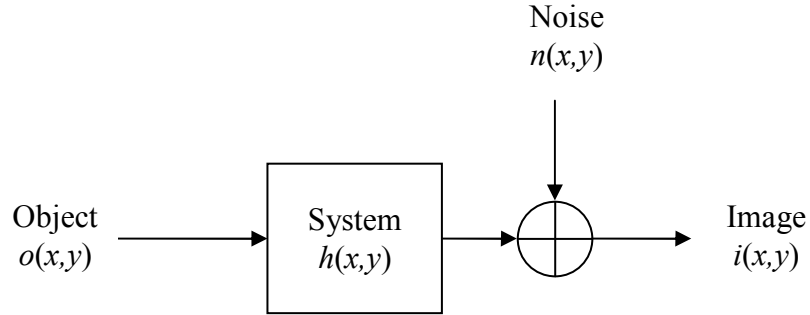 Noise
n(x,y)
Object
o(x,y)
System
h(x,y)
Image
i(x,y)